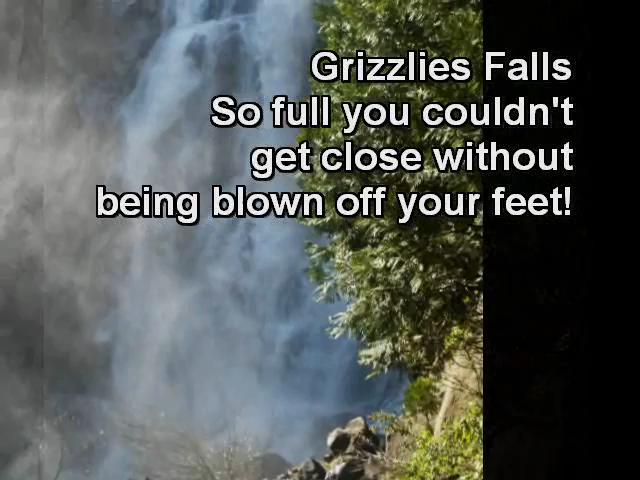 Grizzlies Falls
So full you couldn't
get close without
being blown off your feet!